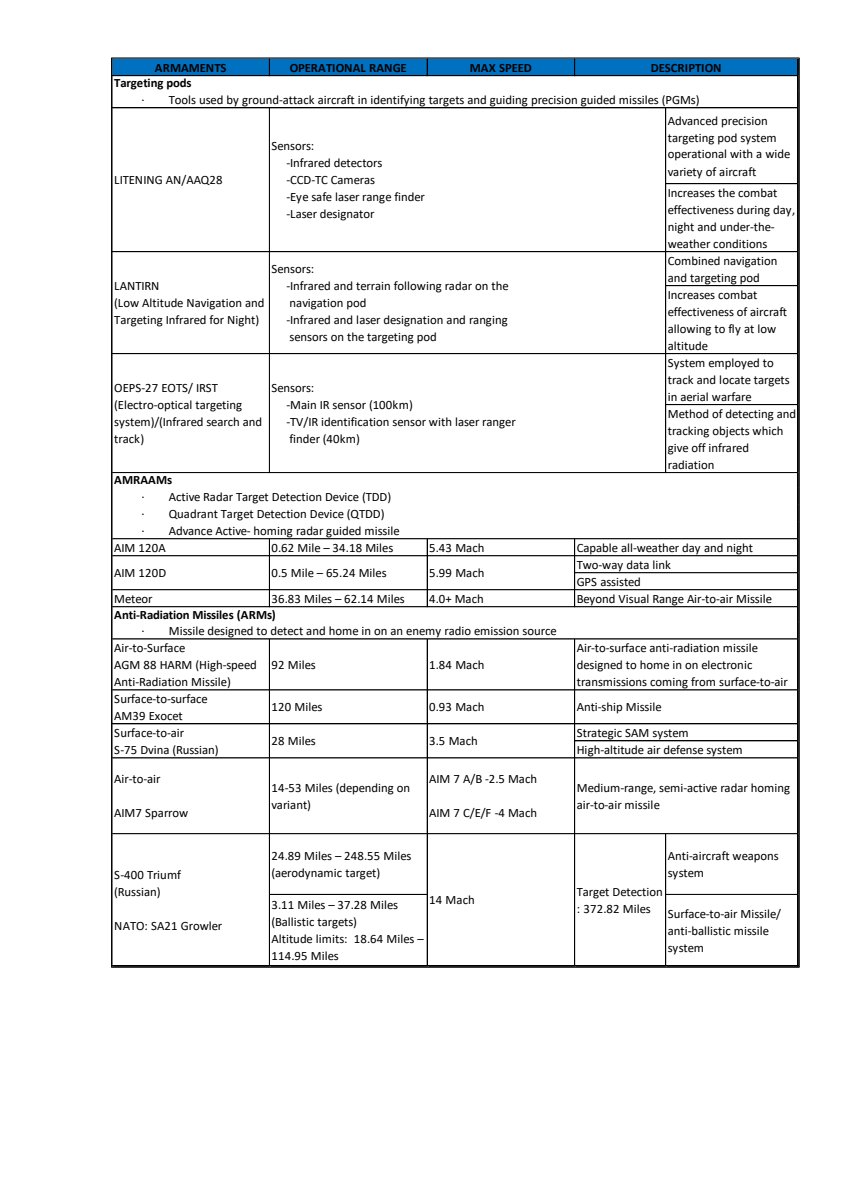 ARMAMENTS OPERATIONAL RANGE MAX SPEED DESCRIPTION
Targeting pods
· Tools used by ground-attack aircraft in identifying targets and guiding precision guided missiles (PGMs)
LITENING AN/AAQ28
Sensors:
-Infrared detectors
-CCD-TC Cameras
-Eye safe laser range finder
-Laser designator
Advanced precision
targeting pod system
operational with a wide
variety of aircraft
Increases the combat
effectiveness during day,
night and under-the-
weather conditions
LANTIRN
(Low Altitude Navigation and
Targeting Infrared for Night)
Sensors:
-Infrared and terrain following radar on the
navigation pod
-Infrared and laser designation and ranging
sensors on the targeting pod
Combined navigation
and targeting pod
Increases combat
effectiveness of aircraft
allowing to fly at low
altitude
OEPS-27 EOTS/ IRST
(Electro-optical targeting
system)/(Infrared search and
track)
Sensors:
-Main IR sensor (100km)
-TV/IR identification sensor with laser ranger
finder (40km)
System employed to
track and locate targets
in aerial warfare
Method of detecting and
tracking objects which
give off infrared
radiation
AMRAAMs
· Active Radar Target Detection Device (TDD)
· Quadrant Target Detection Device (QTDD)
· Advance Active- homing radar guided missile
AIM 120A 0.62 Mile – 34.18 Miles 5.43 Mach Capable all-weather day and night
AIM 120D 0.5 Mile – 65.24 Miles 5.99 Mach
Two-way data link
GPS assisted
Meteor 36.83 Miles – 62.14 Miles 4.0+ Mach Beyond Visual Range Air-to-air Missile
Anti-Radiation Missiles (ARMs)
· Missile designed to detect and home in on an enemy radio emission source
Air-to-Surface
AGM 88 HARM (High-speed
Anti-Radiation Missile)
92 Miles
1.84 Mach
Air-to-surface anti-radiation missile
designed to home in on electronic
transmissions coming from surface-to-air
Surface-to-surface
AM39 Exocet
120 Miles
0.93 Mach
Anti-ship Missile
Surface-to-air
S-75 Dvina (Russian)
28 Miles
3.5 Mach
Strategic SAM system
High-altitude air defense system
Air-to-air
AIM7 Sparrow
14-53 Miles (depending on
variant)
AIM 7 A/B -2.5 Mach
AIM 7 C/E/F -4 Mach
Medium-range, semi-active radar homing
air-to-air missile
S-400 Triumf
(Russian)
NATO: SA21 Growler
24.89 Miles – 248.55 Miles
(aerodynamic target)
3.11 Miles – 37.28 Miles
(Ballistic targets)
Altitude limits: 18.64 Miles –
114.95 Miles
14 Mach
Target Detection
: 372.82 Miles
Anti-aircraft weapons
system
Surface-to-air Missile/
anti-ballistic missile
system